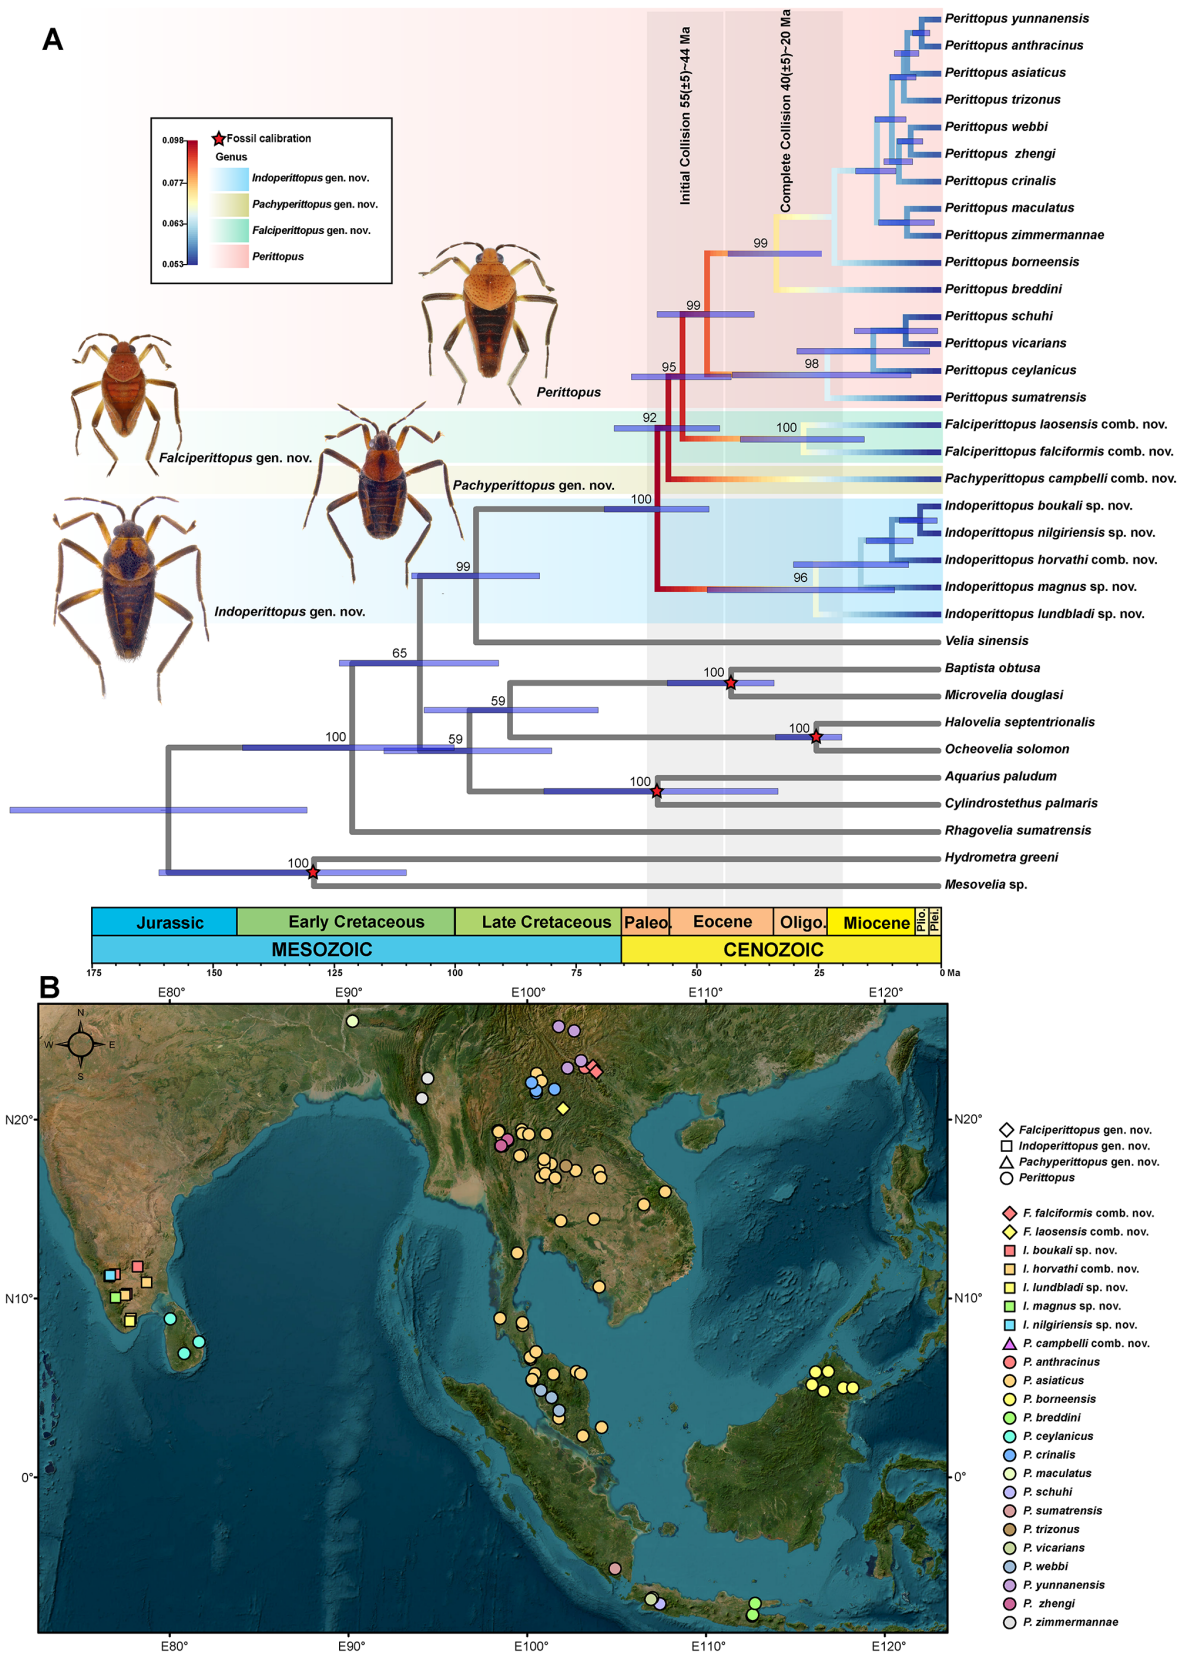 A
Initial Collision 55(±5)~44 Ma
Complete Collision 40(±5)~20 Ma
Fossil calibration
Genus
0.098
0.077
0.063
0.053
Indoperittopus gen. nov.
Pachyperittopus gen. nov.
Falciperittopus gen. nov.
Perittopus
Perittopus
Falciperittopus gen. nov.
Pachyperittopus gen. nov.
Indoperittopus gen. nov.
Perittopus yunnanensis
Perittopus anthracinus
Perittopus asiaticus
Perittopus trizonus
Perittopus webbi
Perittopus zhengi
Perittopus crinalis
Perittopus maculatus
Perittopus zimmermannae
Perittopus borneensis
Perittopus breddini
Perittopus schuhi
Perittopus vicarians
Perittopus ceylanicus
Perittopus sumatrensis
Falciperittopus laosensis comb. nov.
Falciperittopus falciformis comb. nov.
Pachyperittopus campbelli comb. nov.
Indoperittopus boukali sp. nov.
Indoperittopus nilgiriensis sp. nov.
Indoperittopus horvathi comb. nov.
Indoperittopus magnus sp. nov.
Indoperittopus lundbladi sp. nov.
Velia sinensis
Baptista obtusa
Microvelia douglasi
Halovelia septentrionalis
Ocheovelia solomon
Aquarius paludum
Cylindrostethus palmaris
Rhagovelia sumatrensis
Hydrometra greeni
Mesovelia sp.
99
99
98
95
92
100
100
96
99
65
100
59
100
59
100
100
100
Jurassic Early Cretaceous Late Cretaceous Paleo. Eocene Oligo. Miocene Plio. Plei.
MESOZOIC CENOZOIC
175 150 125 100 75 50 25 0 Ma
B
E80° E90° E100° E110° E120°
N
W E
S
N20° N20°
N10° N10°
0° 0°
E80° E90° E100° E110° E120°
Falciperittopus gen. nov.
Indoperittopus gen. nov.
Pachyperittopus gen. nov.
Perittopus
F. falciformis comb. nov.
F. laosensis comb. nov.
I. boukali sp. nov.
I. horvathi comb. nov.
I. lundbladi sp. nov.
I. magnus sp. nov.
I. nilgiriensis sp. nov.
P. campbelli comb. nov.
P. anthracinus
P. asiaticus
P. borneensis
P. breddini
P. ceylanicus
P. crinalis
P. maculatus
P. schuhi
P. sumatrensis
P. trizonus
P. vicarians
P. webbi
P. yunnanensis
P. zhengi
P. zimmermannae